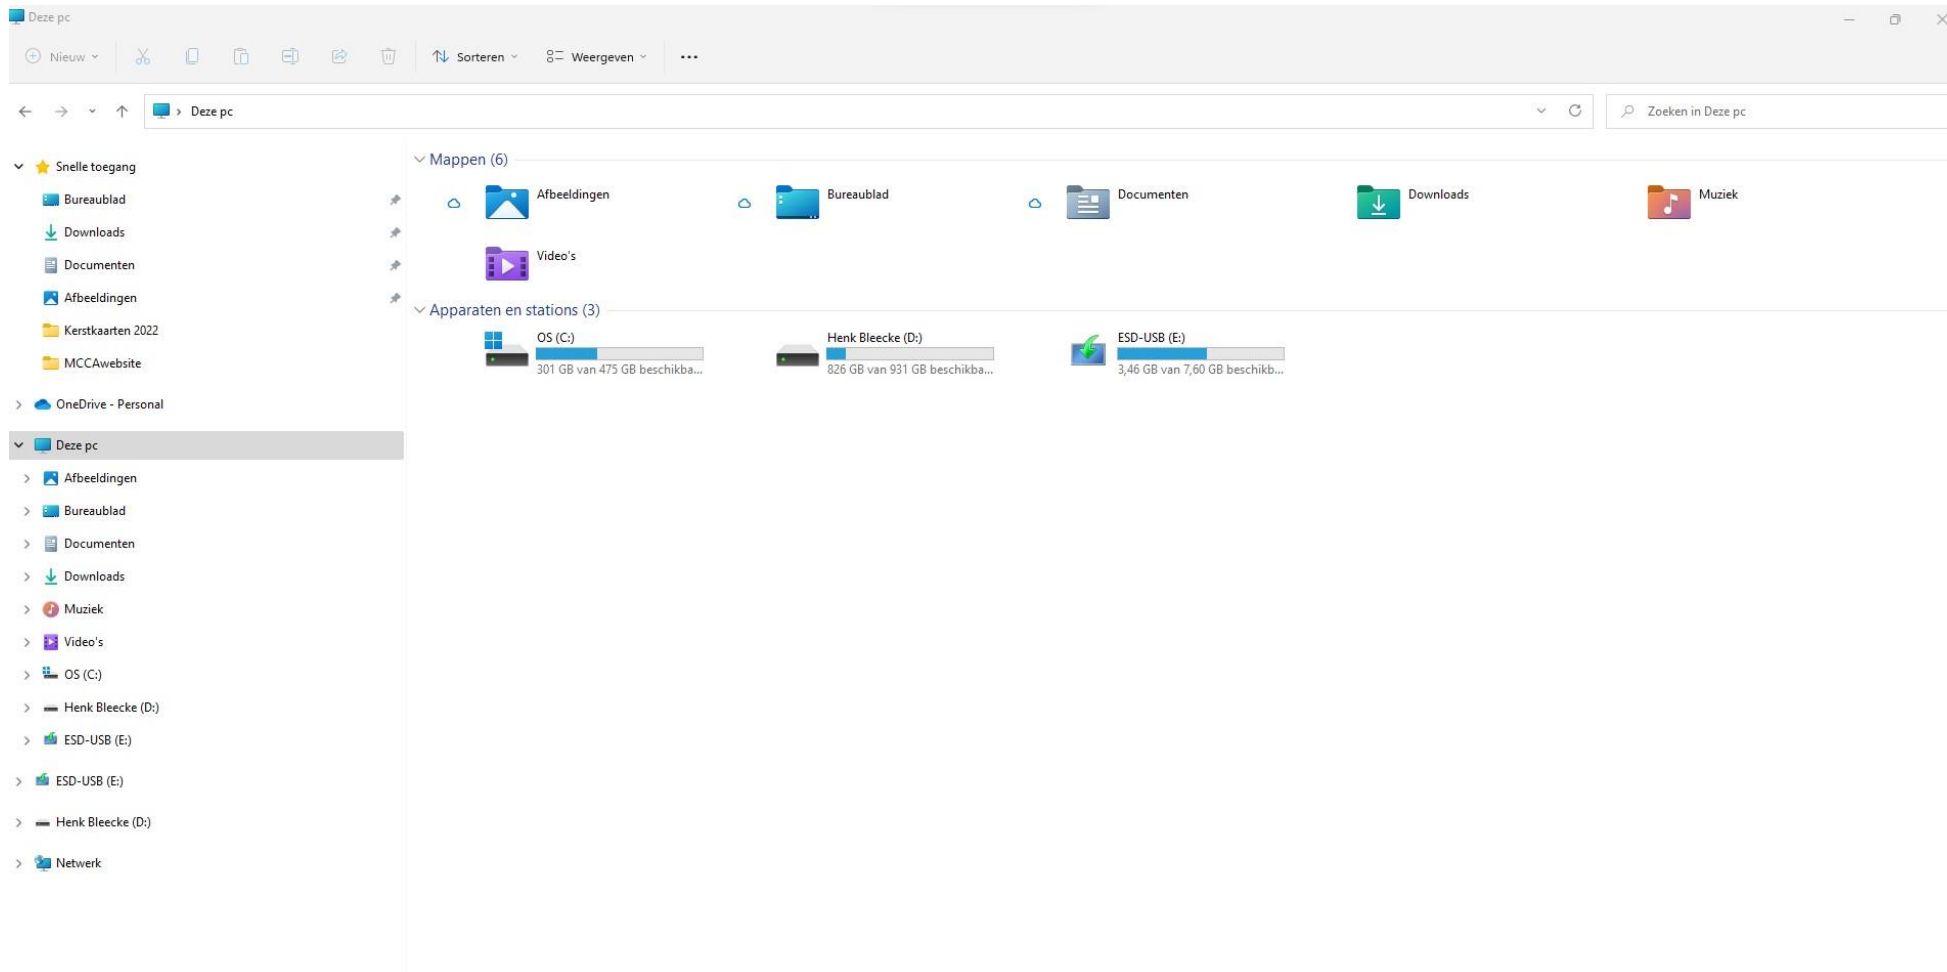 Deze pc
Nieuw
Sorteren
Weergeven
Deze pc
Zoeken in Deze pc
Snelle toegang
Bureaublad
Downloads
Documenten
Afbeeldingen
Kerstkaarten 2022
MCCAwebsite
OneDrive - Personal
Deze pc
Afbeeldingen
Bureaublad
Documenten
Downloads
Muziek
Video's
OS (C:)
Henk Bleecke (D:)
ESD-USB (E:)
ESD-USB (E:)
Henk Bleecke (D:)
Netwerk
Mappen (6)
Afbeeldingen
Bureaublad
Documenten
Downloads
Muziek
Video's
Apparaten en stations (3)
OS (C:)
301 GB van 475 GB beschikba...
Henk Bleecke (D:)
826 GB van 931 GB beschikba...
ESD-USB (E:)
3,46 GB van 7,60 GB beschikb...